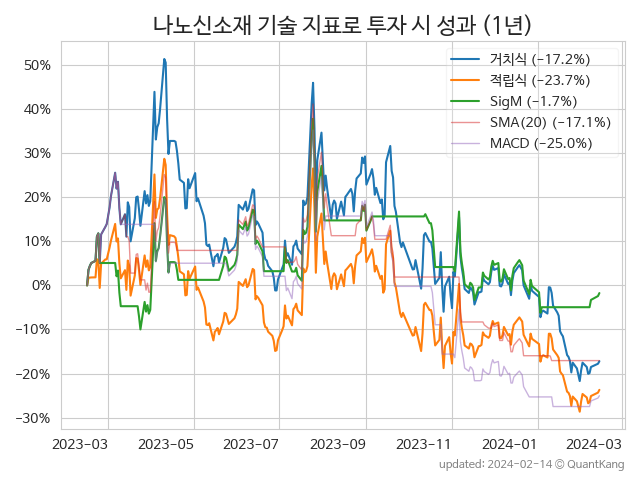 나노신소재 기술 지표로 투자 시 성과 (1년)
거치식 (−17.2%)
적립식 (−23.7%)
SigM (−1.7%)
SMA(20) (−17.1%)
MACD (−25.0%)
50%
40%
30%
20%
10%
0%
−10%
−20%
−30%
2023-03 2023-05 2023-07 2023-09 2023-11 2024-01 2024-03
updated: 2024-02-14 © QuantKang